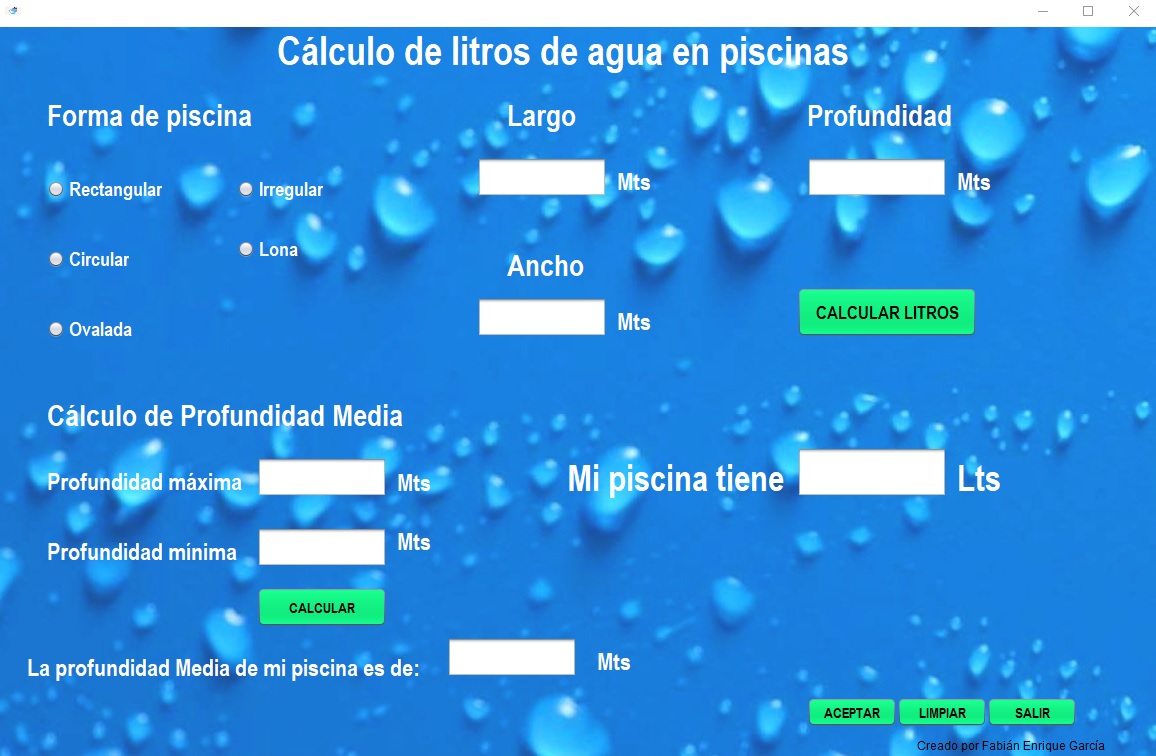 Cálculo de litros de agua en piscinas
Forma de piscina
Largo
Profundidad
Rectangular
Irregular
Mts
Mts
Circular
Lona
Ancho
Ovalada
Mts
CALCULAR LITROS
Cálculo de Profundidad Media
Profundidad máxima
Mts
Mi piscina tiene
Lts
Profundidad mínima
Mts
CALCULAR
La profundidad Media de mi piscina es de:
Mts
ACEPTAR
LIMPIAR
SALIR
Creado por Fabián Enrique García